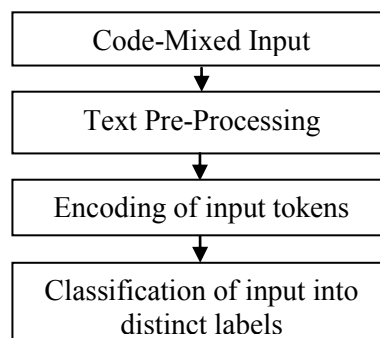 Code-Mixed Input
Text Pre-Processing
Encoding of input tokens
Classification of input into
distinct labels